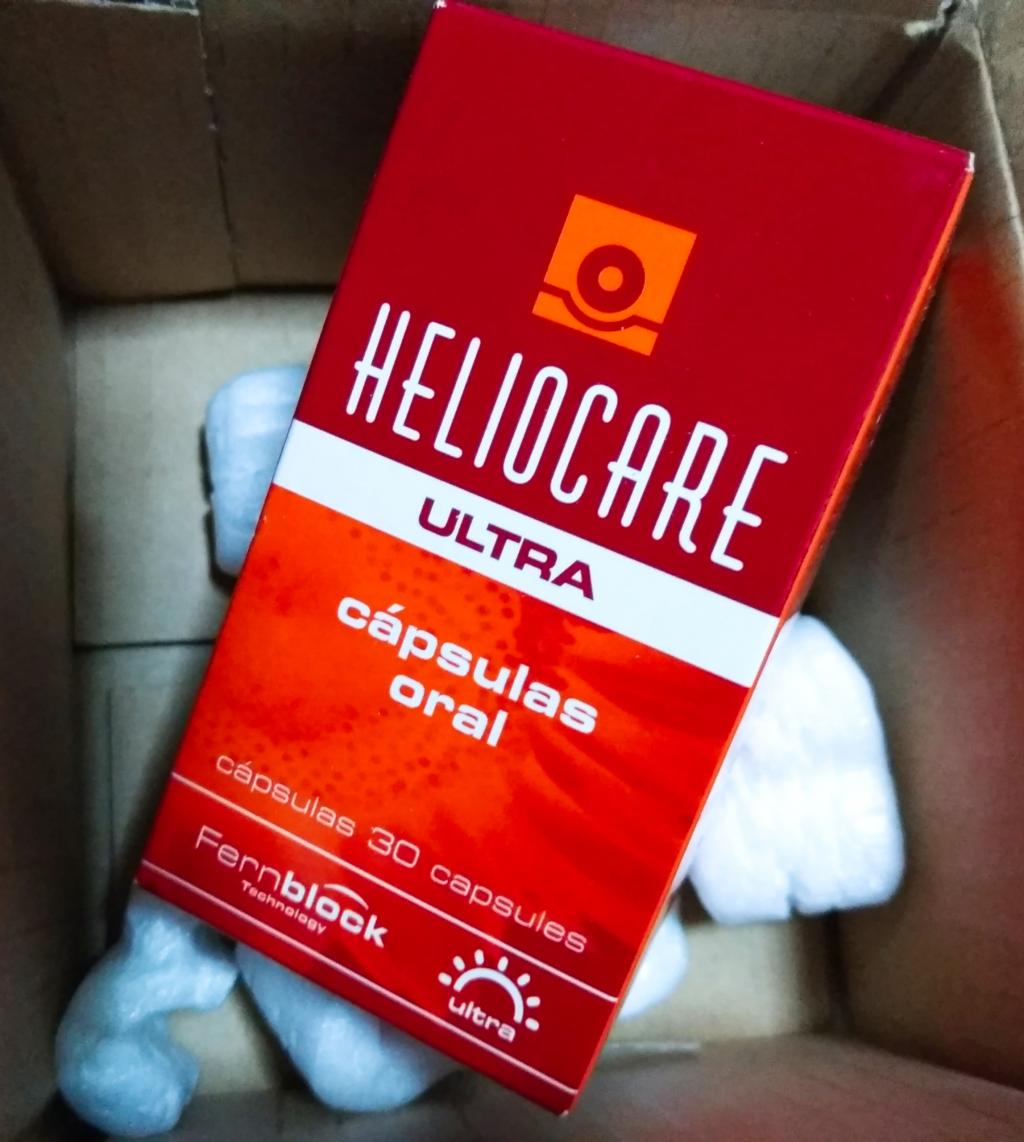 HELIOCARE
ULTRA
cápsulas
oral
cápsulas 30 capsules
Fernblock
Technology
ultra